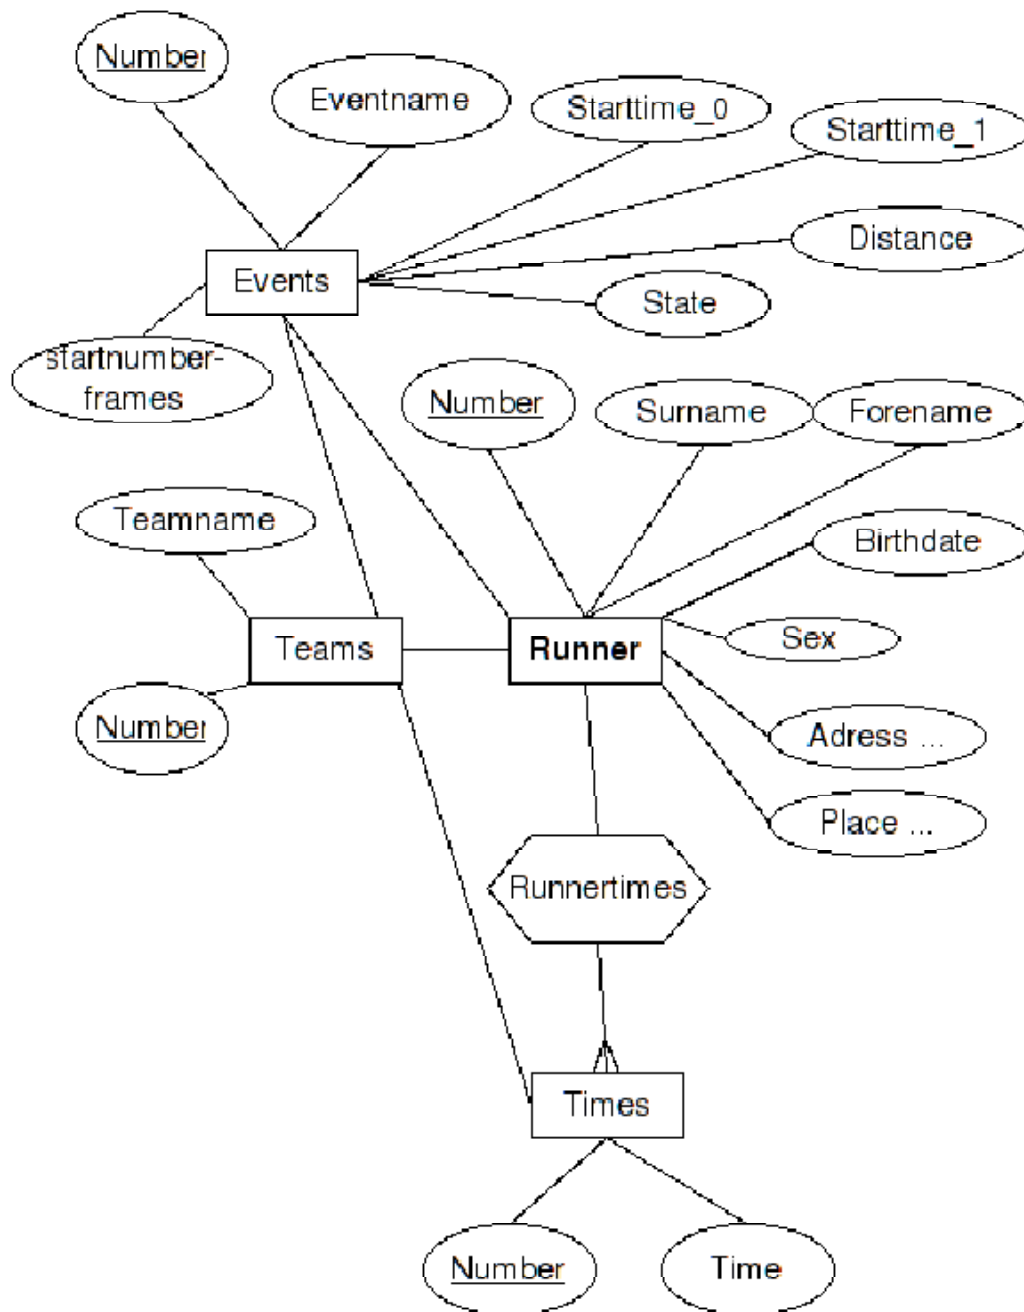 Number
Eventname
Starttime_0
Starttime_1
Distance
Events
State
startnumber-
frames
Number
Surname
Forename
Teamname
Birthdate
Teams
Runner
Sex
Number
Adress ...
Place ...
Runnertimes
Times
Number
Time